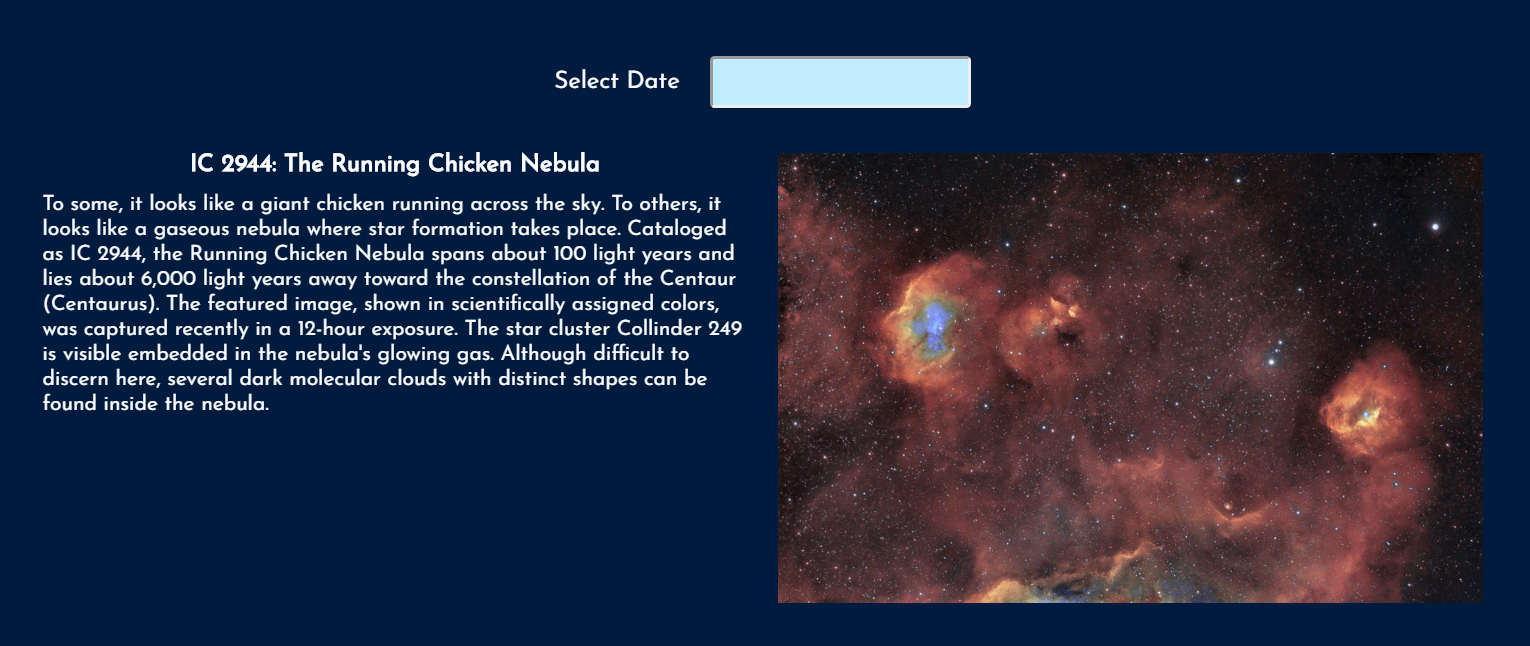 Select Date
IC 2944: The Running Chicken Nebula
To some, it looks like a giant chicken running across the sky. To others, it
looks like a gaseous nebula where star formation takes place. Cataloged
as IC 2944, the Running Chicken Nebula spans about 100 light years and
lies about 6,000 light years away toward the constellation of the Centaur
(Centaurus). The featured image, shown in scientifically assigned colors,
was captured recently in a 12-hour exposure. The star cluster Collinder 249
is visible embedded in the nebula's glowing gas. Although difficult to
discern here, several dark molecular clouds with distinct shapes can be
found inside the nebula.